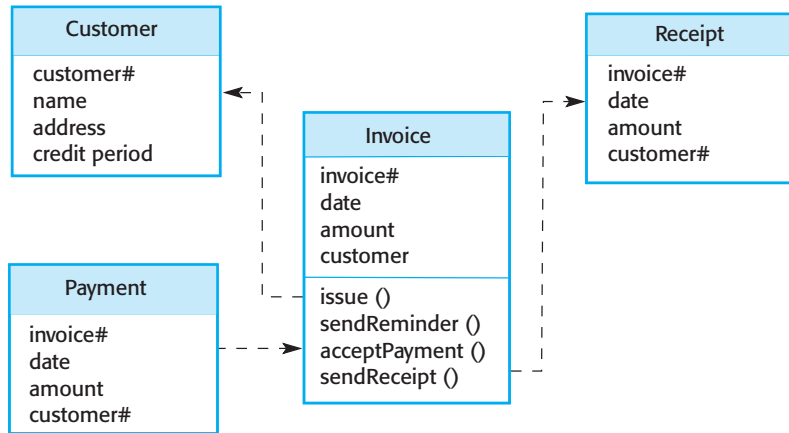 Customer
customer#
name
address
credit period
Receipt
invoice#
date
amount
customer#
Invoice
invoice#
date
amount
customer
issue ()
sendReminder ()
acceptPayment ()
sendReceipt ()
Payment
invoice#
date
amount
customer#